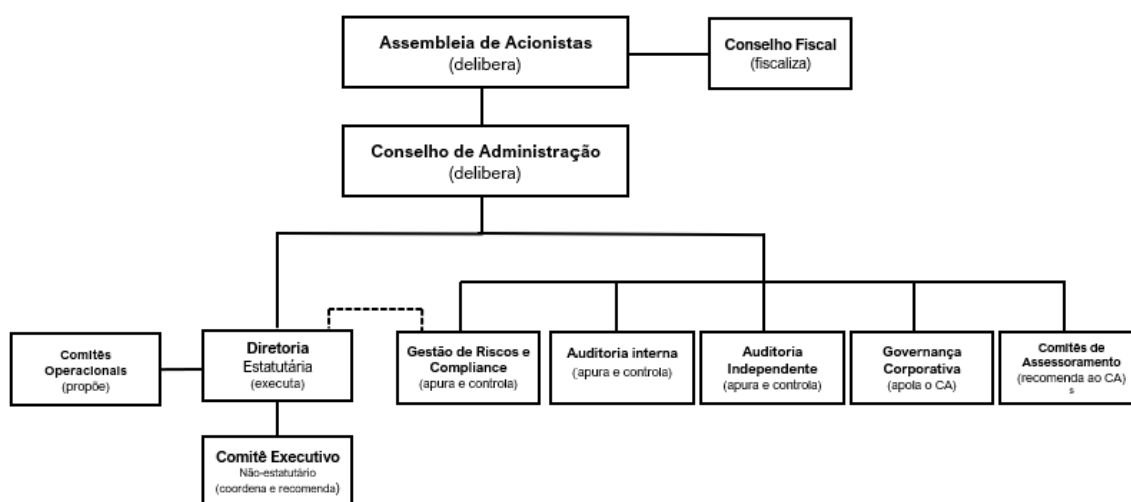 Assembleia de Acionistas
(delibera)
Conselho Fiscal
(fiscaliza)
Conselho de Administração
(delibera)
Comitês
Operacionais
(propõe)
Diretoria
Estatutária
(executa)
Gestão de Riscos e
Compliance
(apura e controla)
Auditoria interna
(apura e controla)
Auditoria
Independente
(apura e controla)
Governança
Corporativa
(apoia o CA)
Comitês de
Assessoramento
(recomenda ao CA)
s
Comitê Executivo
Não-estatutário
(coordena e recomenda)